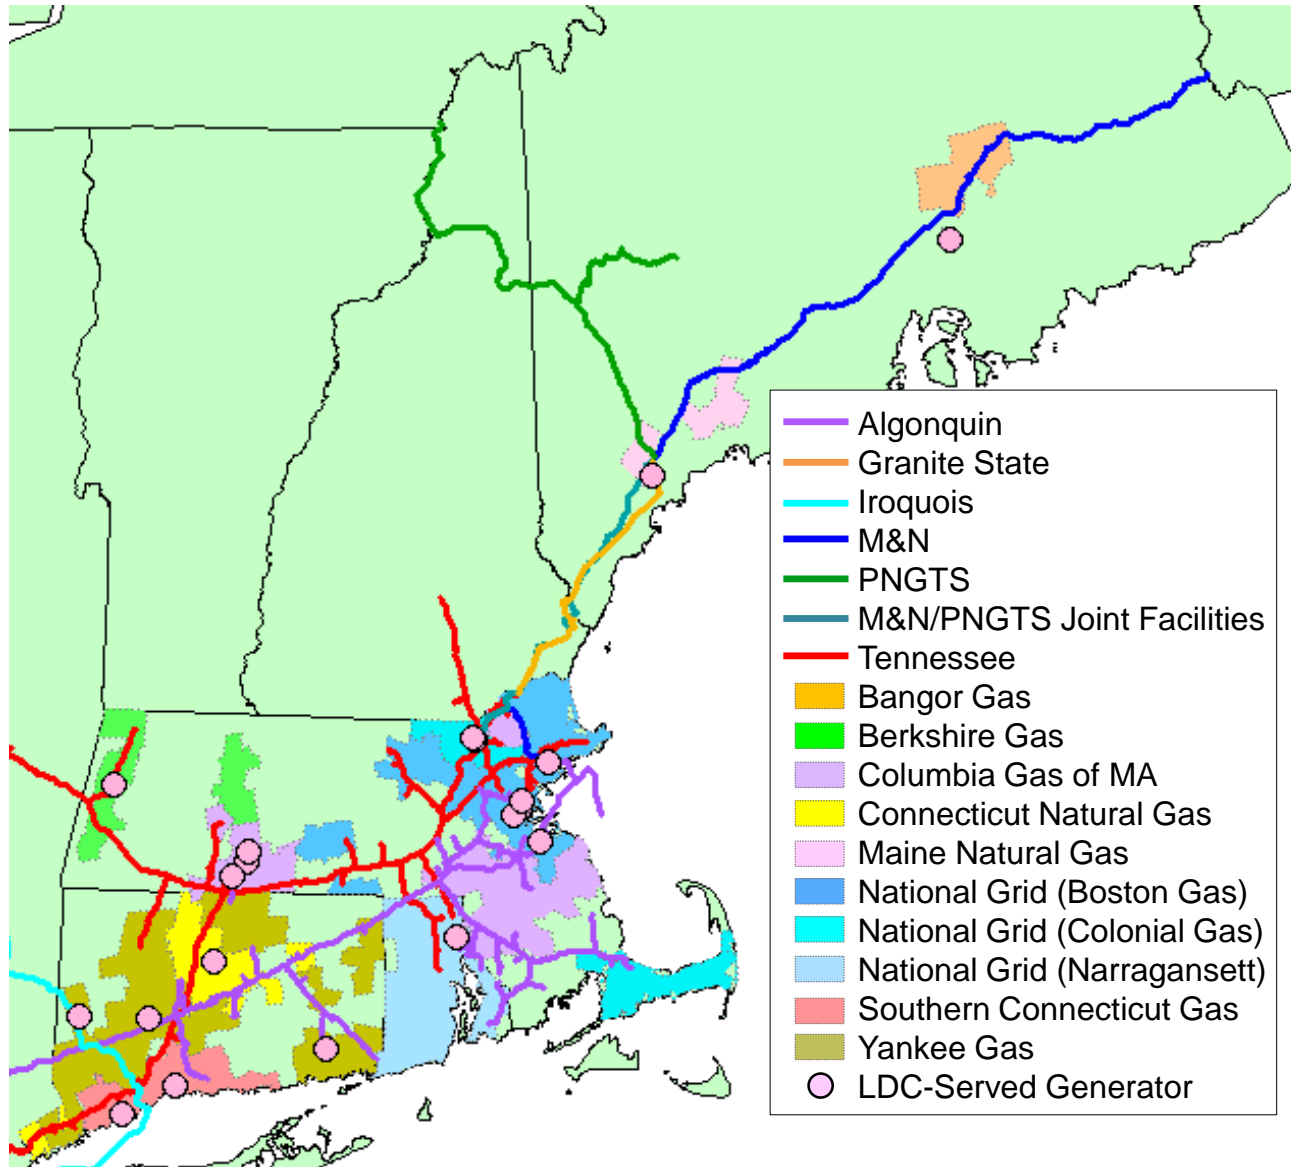 Algonquin
Granite State
Iroquois
M&N
PNGTS
M&N/PNGTS Joint Facilities
Tennessee
Bangor Gas
Berkshire Gas
Columbia Gas of MA
Connecticut Natural Gas
Maine Natural Gas
National Grid (Boston Gas)
National Grid (Colonial Gas)
National Grid (Narragansett)
Southern Connecticut Gas
Yankee Gas
LDC-Served Generator